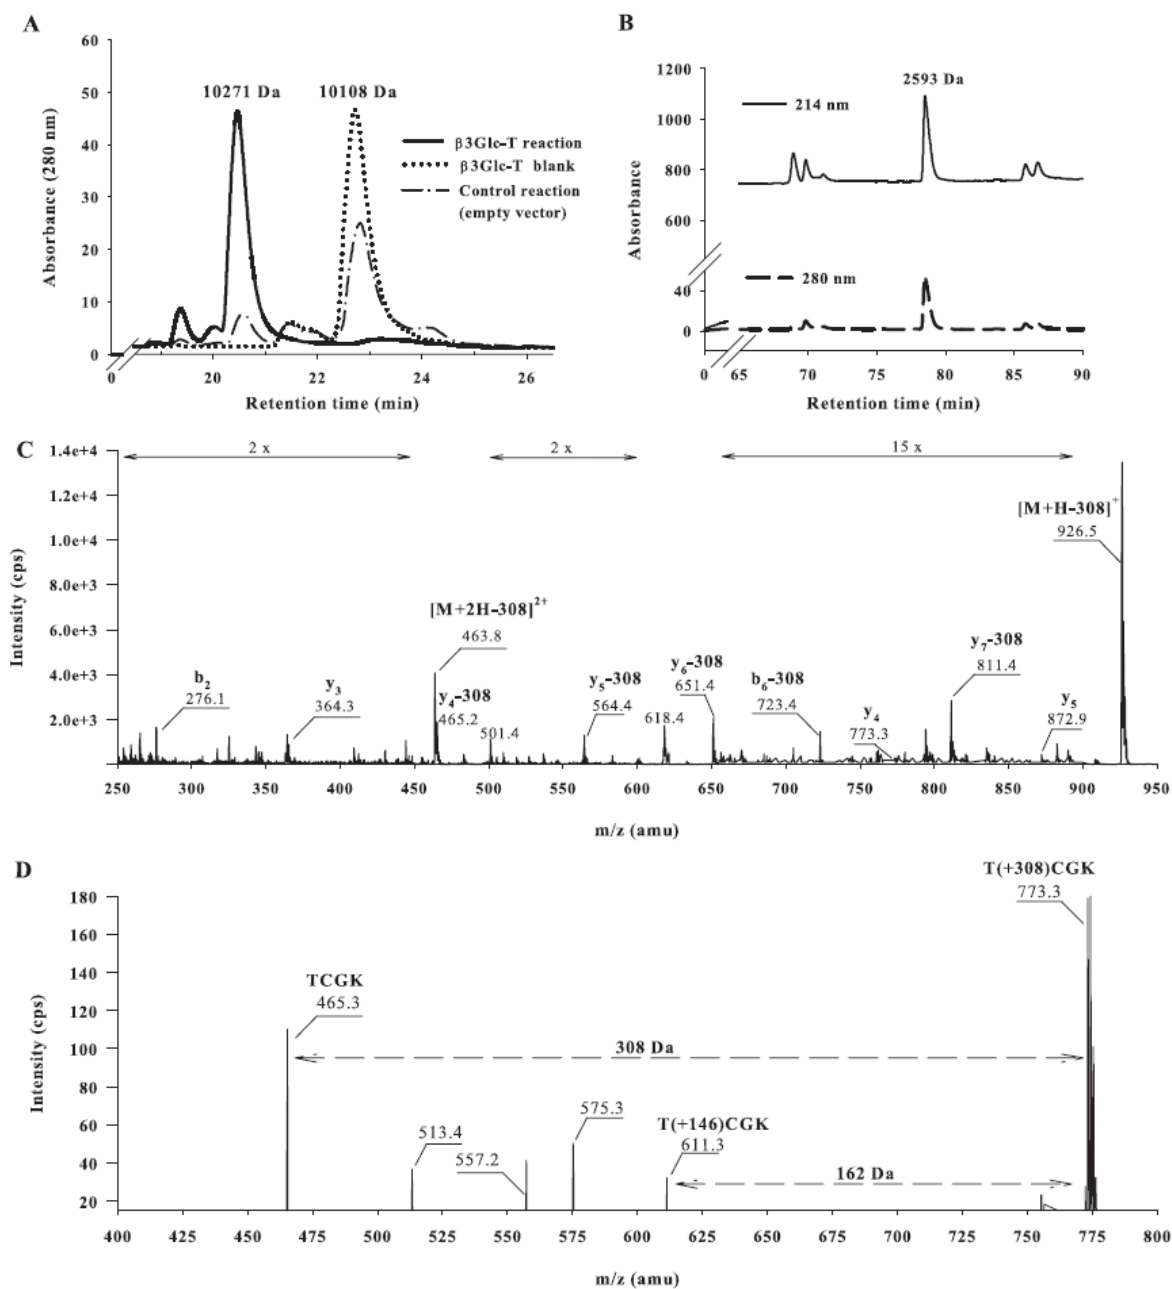 A
60
50
40
30
20
10
0
Absorbance (280 nm)
10271 Da
10108 Da
β3Glc-T reaction
β3Glc-T blank
Control reaction
(empty vector)
0
20
22
24
26
Retention time (min)
B
1200
1000
800
600
40
0
Absorbance
2593 Da
214 nm
280 nm
0
65
70
75
80
85
90
Retention time (min)
C
1.4e+4
1.2e+4
1.0e+4
8.0e+3
6.0e+3
4.0e+3
2.0e+3
Intensity (cps)
2 x
2 x
15 x
[M+H-308]+
926.5
[M+2H-308]2+
463.8
b2
276.1
y3
364.3
y4-308
465.2
501.4
y5-308
564.4
618.4
y6-308
651.4
b6-308
723.4
y4
773.3
y7-308
811.4
y5
872.9
250
300
350
400
450
500
550
600
650
700
750
800
850
900
950
m/z (amu)
D
180
160
140
120
100
80
60
40
20
Intensity (cps)
T(+308)CGK
773.3
TCGK
465.3
308 Da
513.4
557.2
575.3
T(+146)CGK
611.3
162 Da
400
425
450
475
500
525
550
575
600
625
650
675
700
725
750
775
800
m/z (amu)